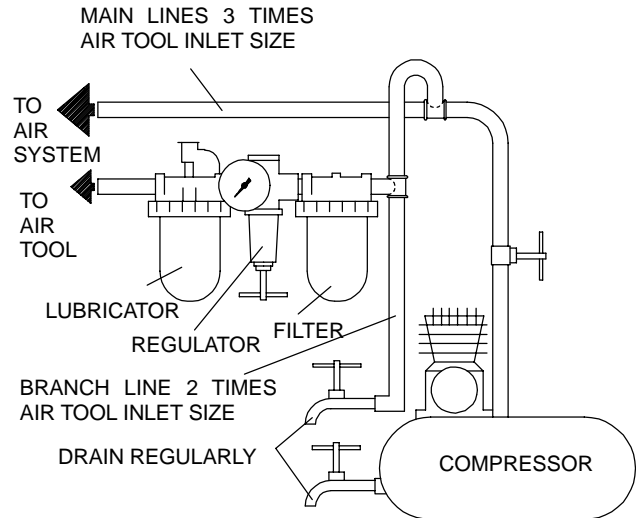 MAIN LINES 3 TIMES
AIR TOOL INLET SIZE
TO
AIR
SYSTEM
TO
AIR
TOOL
LUBRICATOR
REGULATOR
FILTER
BRANCH LINE 2 TIMES
AIR TOOL INLET SIZE
DRAIN REGULARLY
COMPRESSOR